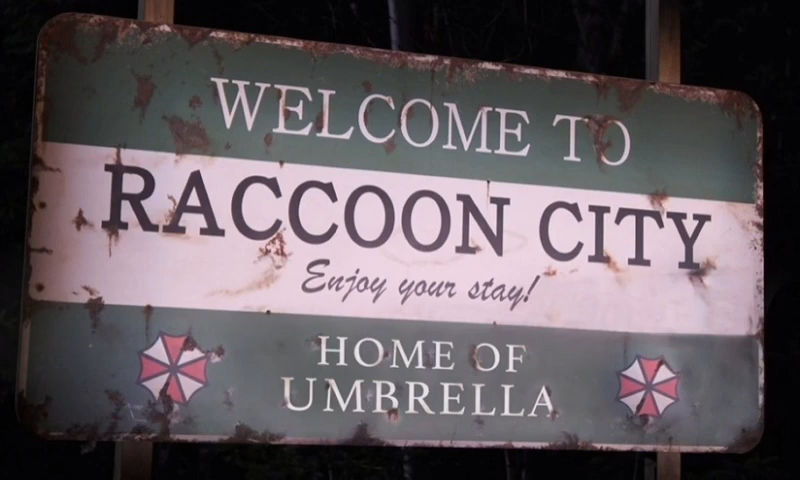 WELCOME TO
RACCOON CITY
Enjoy your stay!
HOME OF
UMBRELLA